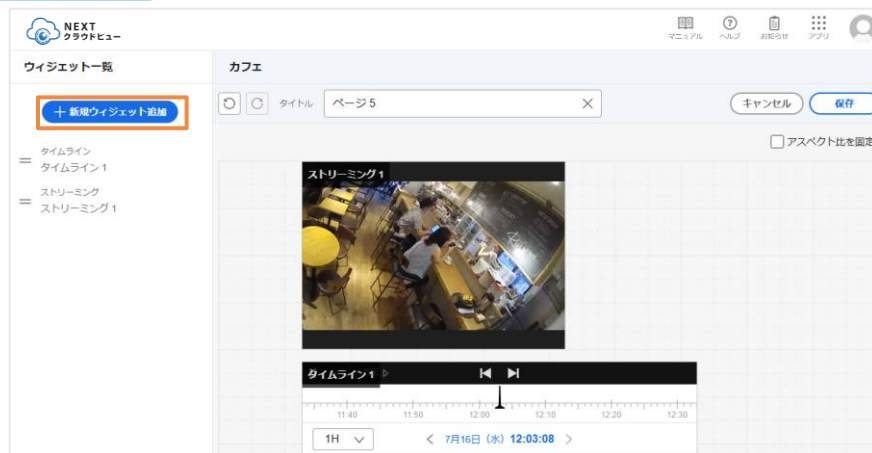 NEXT
クラウドビュー
マニュアル
ヘルプ
お知らせ
アプリ
ウィジェット一覧
カフェ
+ 新規ウィジェット追加
タイトル
ページ 5
キャンセル
保存
アスペクト比を固定
タイムライン
タイムライン 1
ストリーミング
ストリーミング 1
ストリーミング 1
タイムライン 1
11:40 11:50 12:00 12:10 12:20 12:30
1H
7月16日 (水) 12:03:08